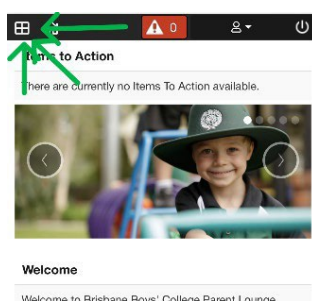 0
Items to Action
There are currently no Items To Action available.
Welcome
Welcome to Brisbane Boys' College Parent Lounge